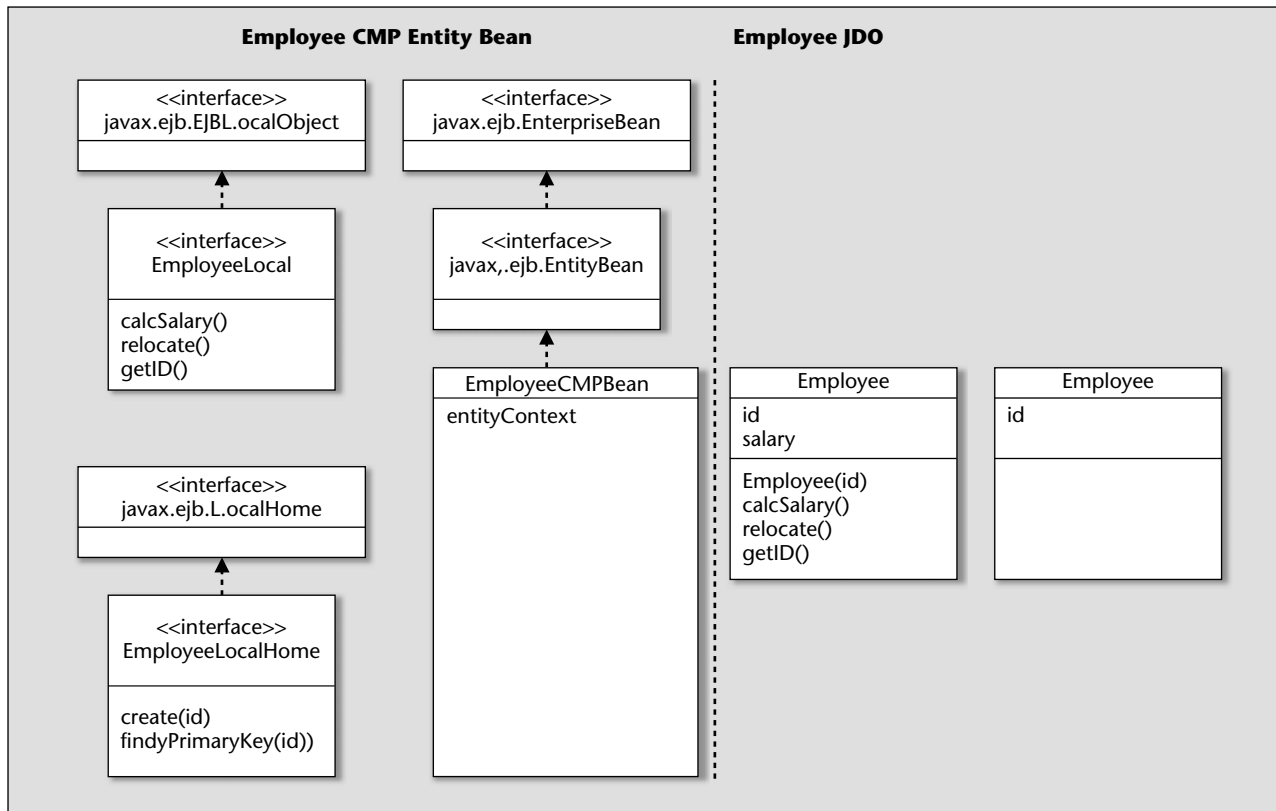 Employee CMP Entity Bean
Employee JDO
<<interface>>
javax.ejb.EJBL.ocalObject
<<interface>>
javax.ejb.EnterpriseBean
<<interface>>
EmployeeLocal
calcSalary()
relocate()
getID()
<<interface>>
javax,.ejb.EntityBean
EmployeeCMPBean
entityContext
<<interface>>
javax.ejb.L.ocalHome
<<interface>>
EmployeeLocalHome
create(id)
findyPrimaryKey(id))
Employee
id
salary
Employee(id)
calcSalary()
relocate()
getID()
Employee
id